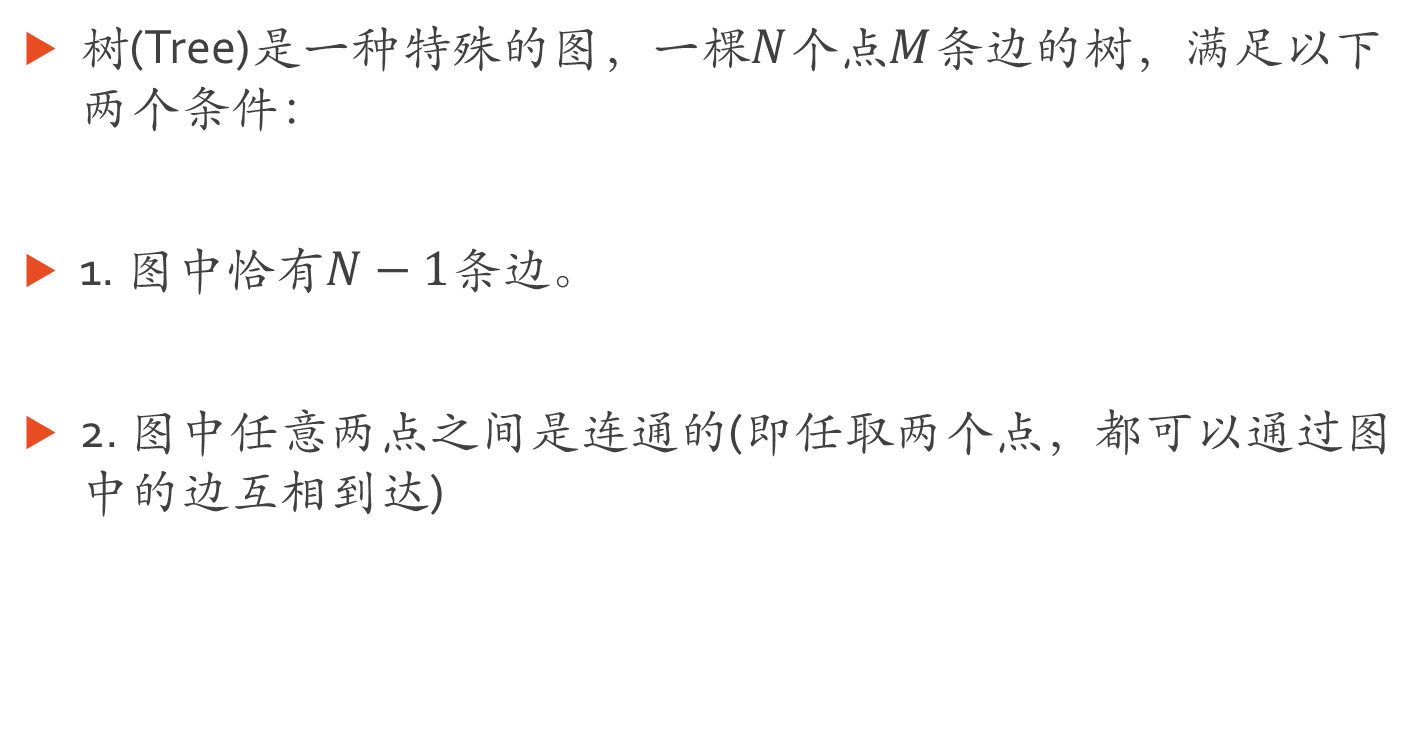 树(Tree)是一种特殊的图，一棵N个点M条边的树，满足以下
两个条件：
1. 图中恰有N − 1条边。
2. 图中任意两点之间是连通的(即任取两个点，都可以通过图
中的边互相到达)